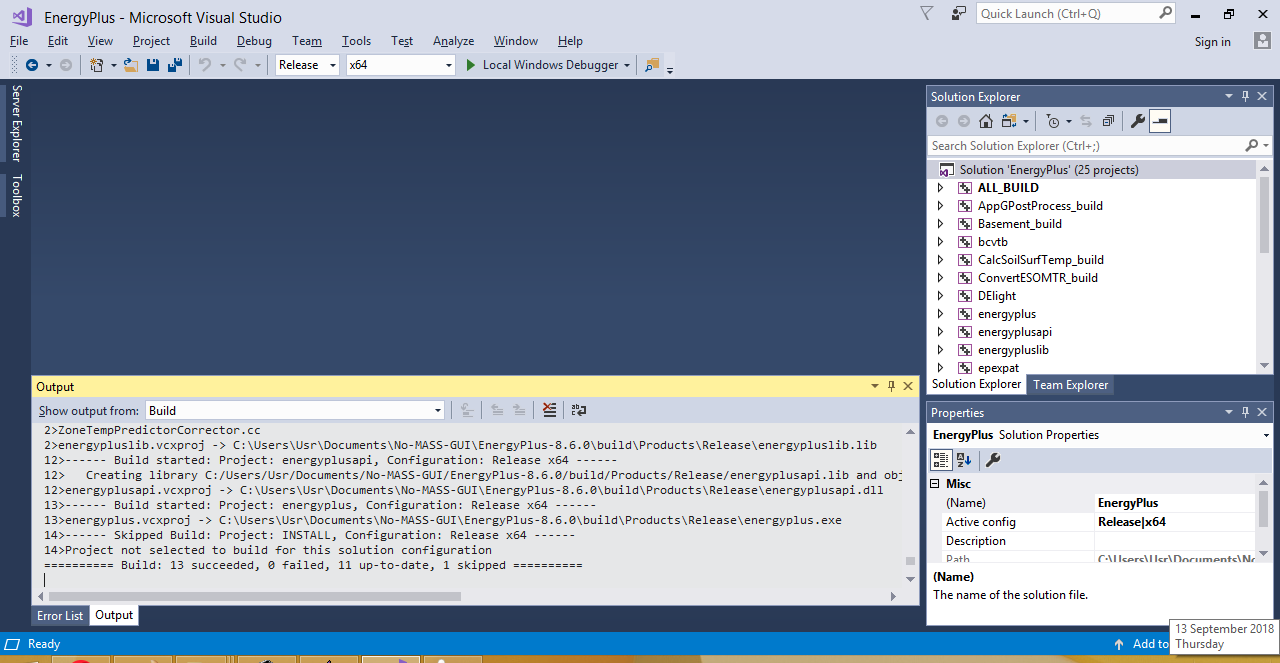 EnergyPlus - Microsoft Visual Studio
Quick Launch (Ctrl+Q)
File Edit View Project Build Debug Team Tools Test Analyze Window Help
Sign in
Release x64 Local Windows Debugger
Server Explorer
Toolbox
Solution Explorer
Search Solution Explorer (Ctrl+;)
Solution 'EnergyPlus' (25 projects)
ALL_BUILD
AppGPostProcess_build
Basement_build
bcvtb
CalcSoilSurfTemp_build
ConvertESOMTR_build
DElight
energyplus
energyplusapi
energypluslib
epexpat
Solution Explorer Team Explorer
Output
Show output from: Build
2>ZoneTempPredictorCorrector.cc
2>energypluslib.vcxproj -> C:\Users\Usr\Documents\No-MASS-GUI\EnergyPlus-8.6.0\build\Products\Release\energypluslib.lib
12>------ Build started: Project: energyplusapi, Configuration: Release x64 ------
12>   Creating library C:/Users/Usr/Documents/No-MASS-GUI/EnergyPlus-8.6.0/build/Products/Release/energyplusapi.lib and obj
12>energyplusapi.vcxproj -> C:\Users\Usr\Documents\No-MASS-GUI\EnergyPlus-8.6.0\build\Products\Release\energyplusapi.dll
13>------ Build started: Project: energyplus, Configuration: Release x64 ------
13>energyplus.vcxproj -> C:\Users\Usr\Documents\No-MASS-GUI\EnergyPlus-8.6.0\build\Products\Release\energyplus.exe
14>------ Skipped Build: Project: INSTALL, Configuration: Release x64 ------
14>Project not selected to build for this solution configuration
========== Build: 13 succeeded, 0 failed, 11 up-to-date, 1 skipped ==========
Error List Output
Properties
EnergyPlus Solution Properties
Misc
(Name) EnergyPlus
Active config Release|x64
Description
Path C:\Users\Usr\Documents\No
(Name)
The name of the solution file.
Ready
Add to
13 September 2018
Thursday